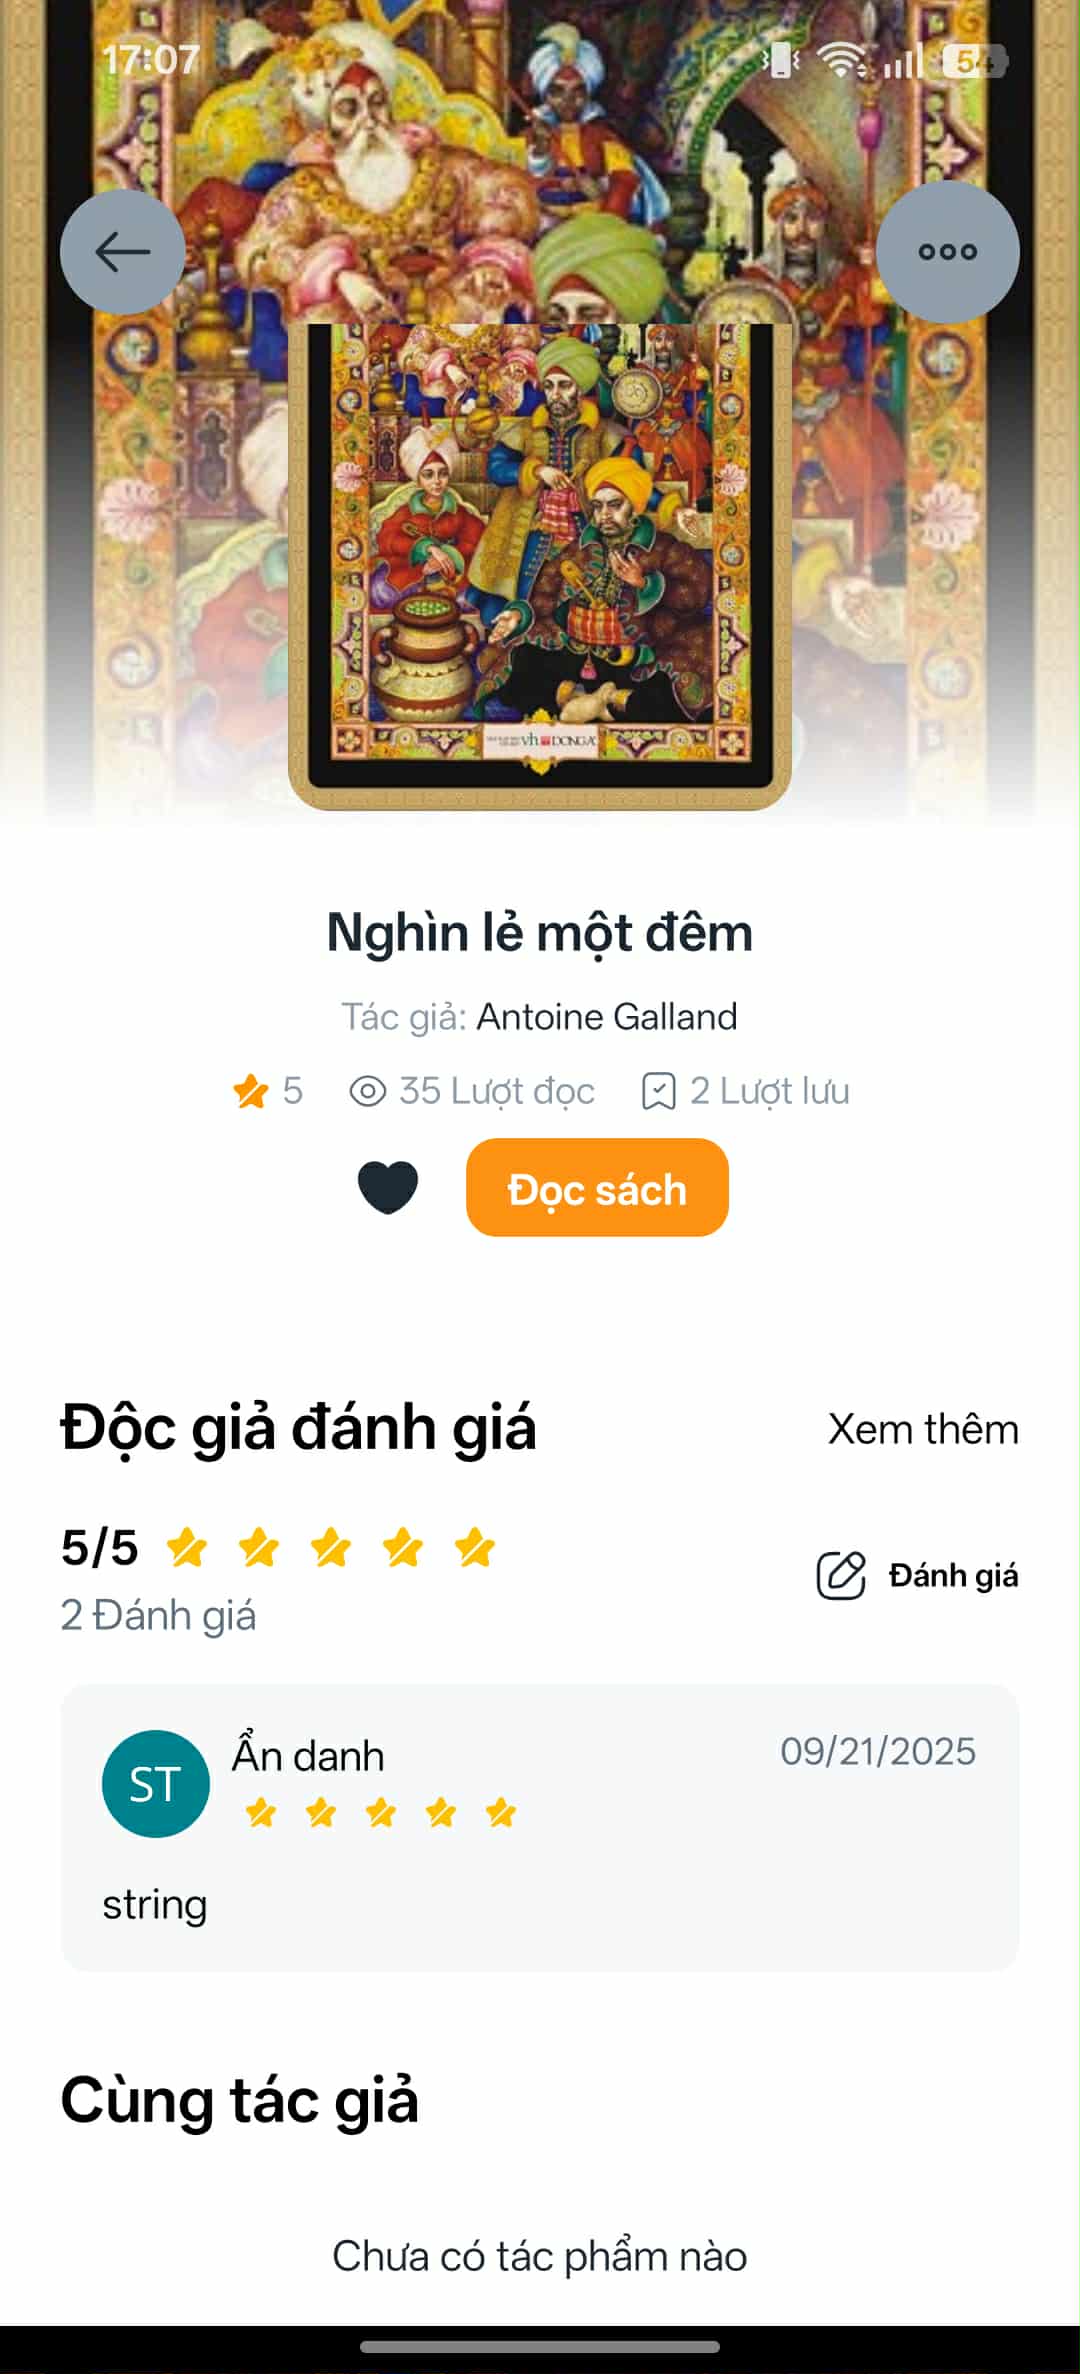 17:07
54
vh DONGA
Nghìn lẻ một đêm
Tác giả: Antoine Galland
5 35 Lượt đọc 2 Lượt lưu
Đọc sách
Độc giả đánh giá
Xem thêm
5/5
2 Đánh giá
Đánh giá
ST
Ẩn danh
09/21/2025
string
Cùng tác giả
Chưa có tác phẩm nào